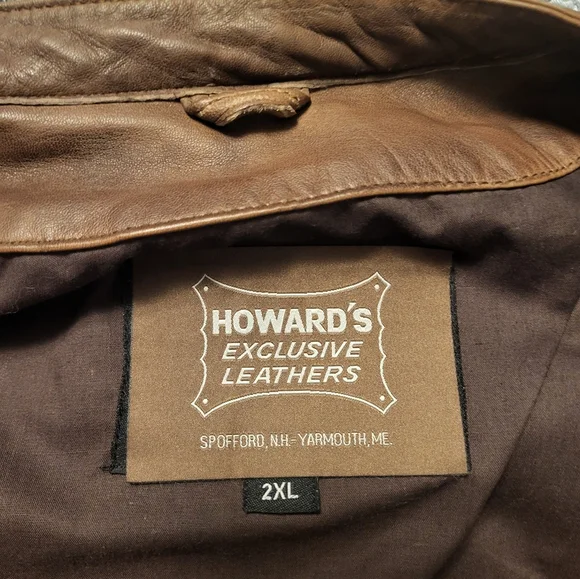 HOWARD'S
EXCLUSIVE
LEATHERS
SPOFFORD, N.H.-YARMOUTH, ME.
2XL